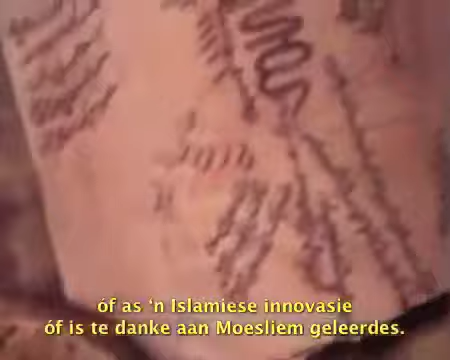 óf as ‘n Islamiese innovasie
óf is te danke aan Moesliem geleerdes.